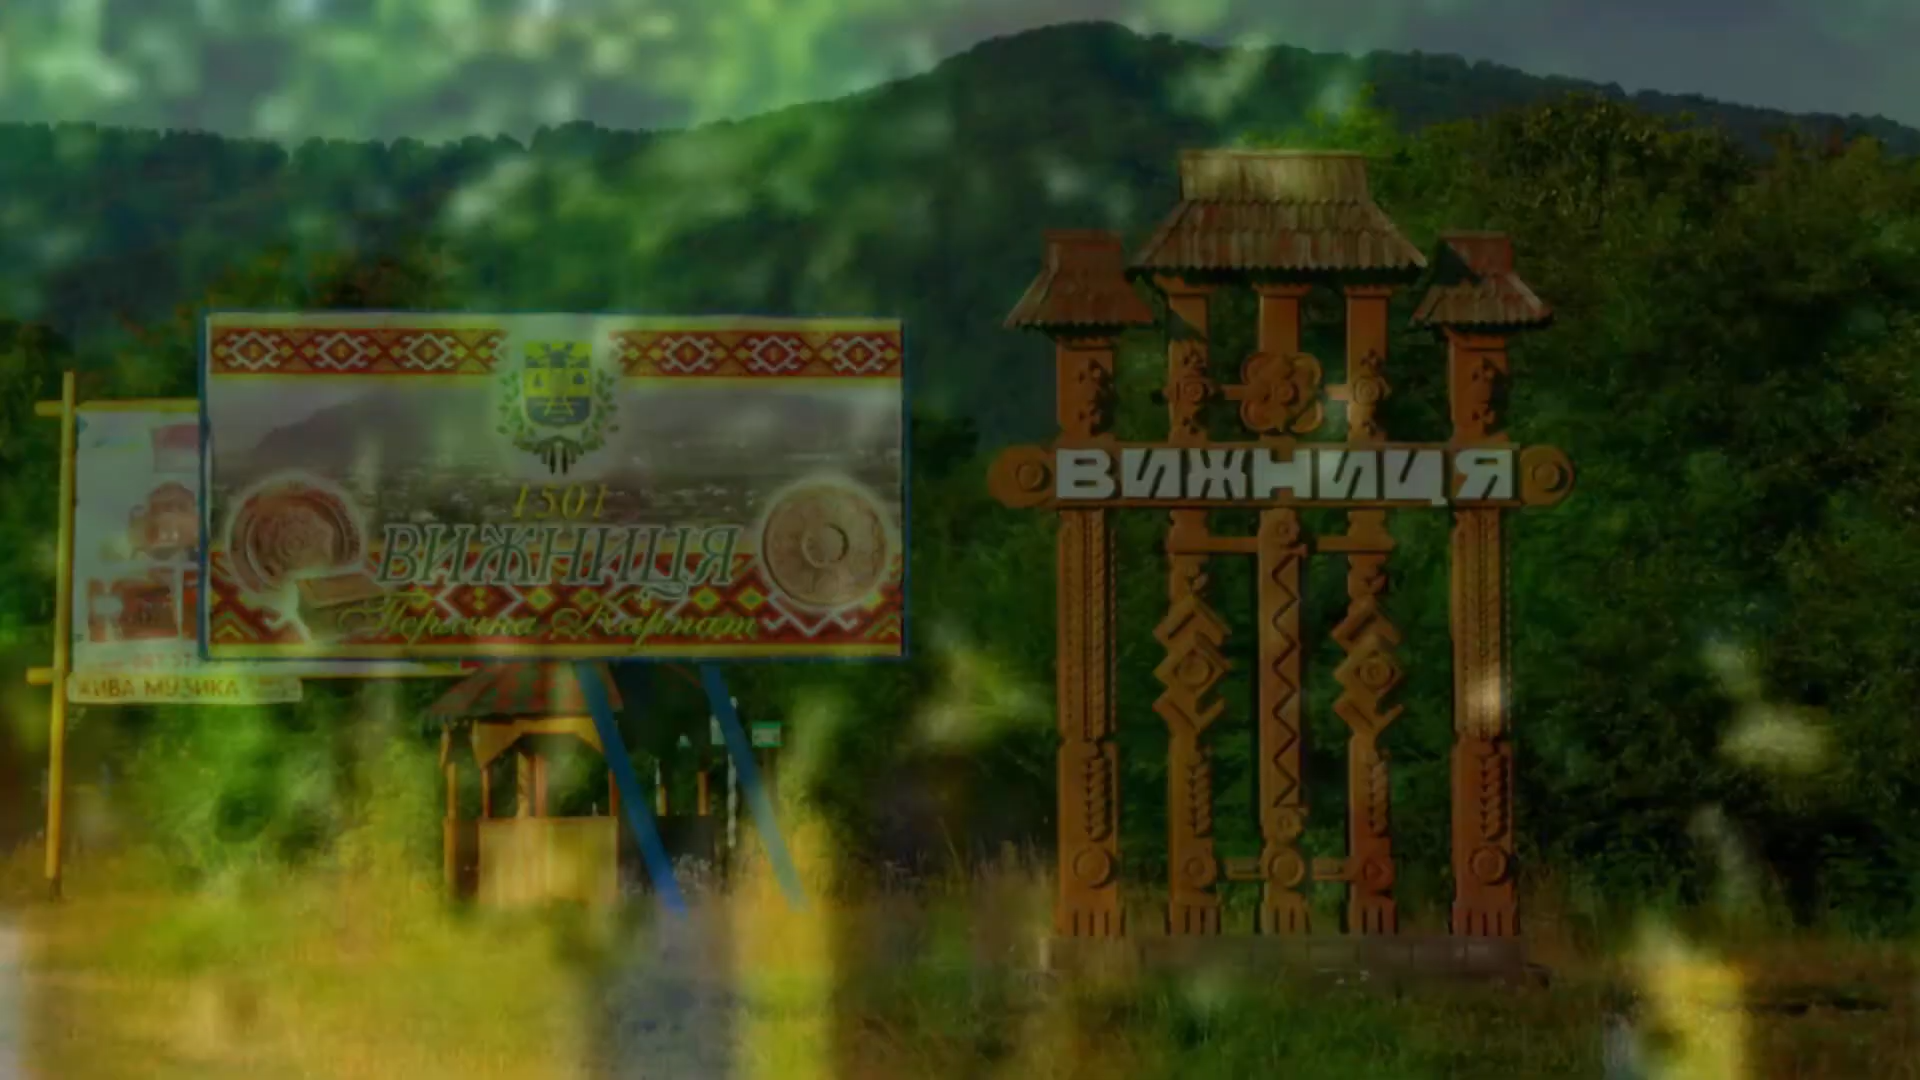 1501
ВИЖНИЦЯ
Перлина Карпат
ЖИВА МУЗИКА
ВИЖНИЦЯ